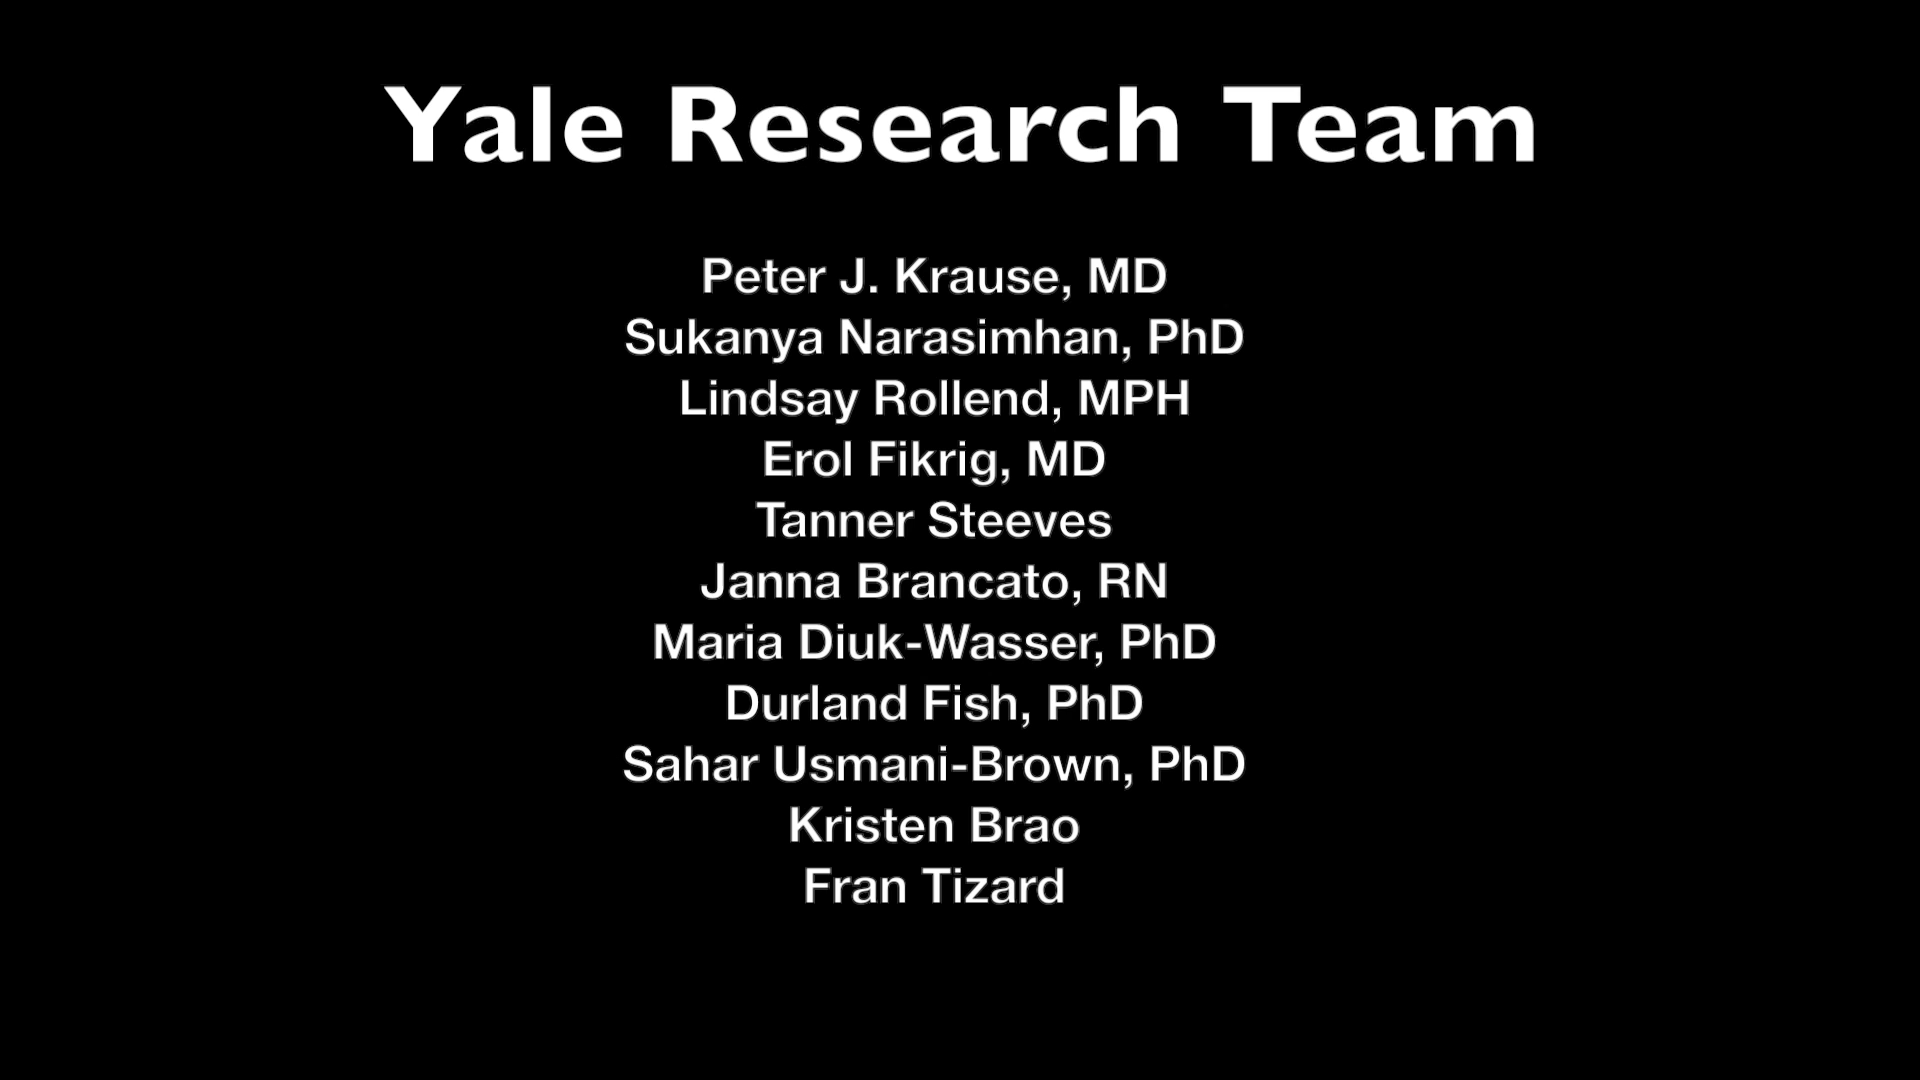 Yale Research Team
Peter J. Krause, MD
Sukanya Narasimhan, PhD
Lindsay Rollend, MPH
Erol Fikrig, MD
Tanner Steeves
Janna Brancato, RN
Maria Diuk-Wasser, PhD
Durland Fish, PhD
Sahar Usmani-Brown, PhD
Kristen Brao
Fran Tizard